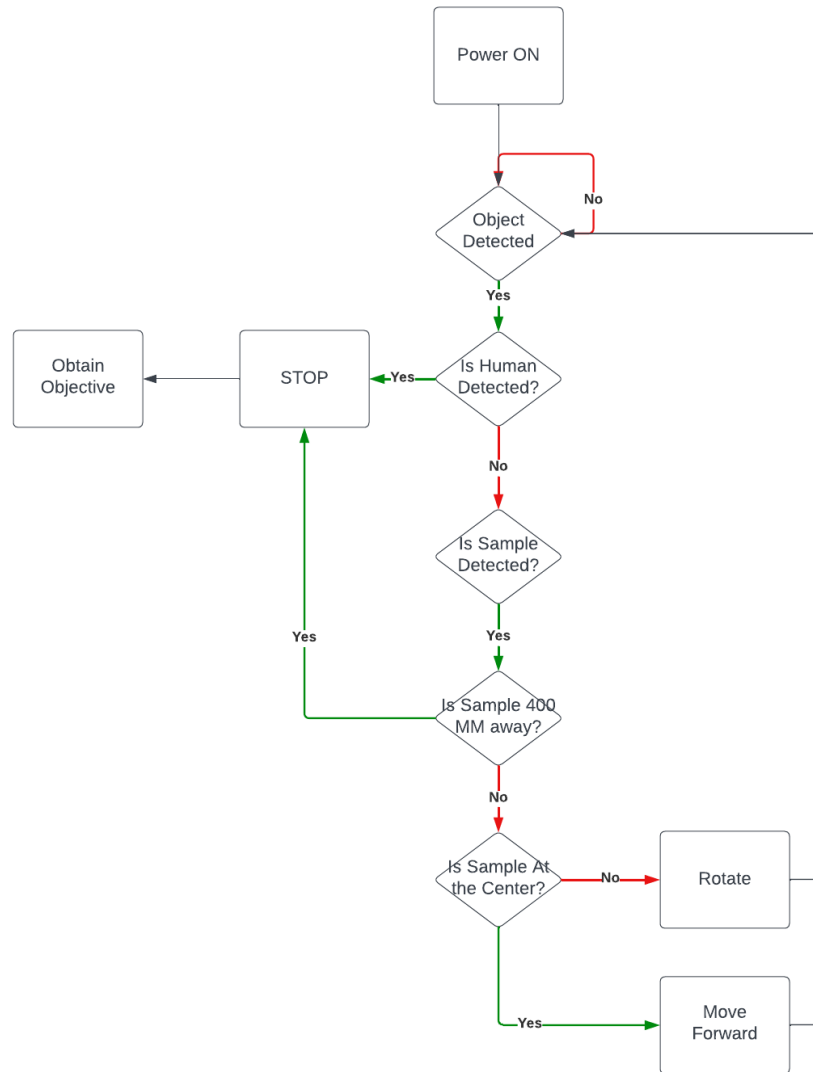 Power ON
No
Object
Detected
Yes
Obtain
Objective
STOP
Yes
Is Human
Detected?
No
Is Sample
Detected?
Yes
Yes
Is Sample 400
MM away?
No
Is Sample At
the Center?
No
Rotate
Yes
Move
Forward